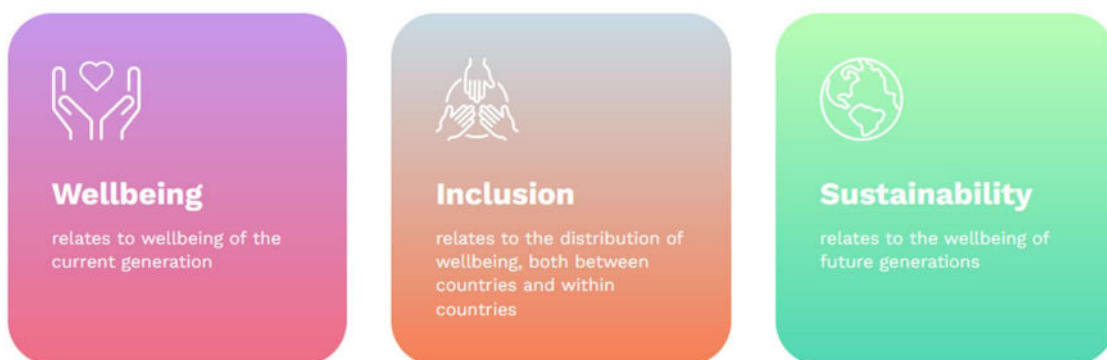 Wellbeing
relates to wellbeing of the
current generation
Inclusion
relates to the distribution of
wellbeing, both between
countries and within
countries
Sustainability
relates to the wellbeing of
future generations